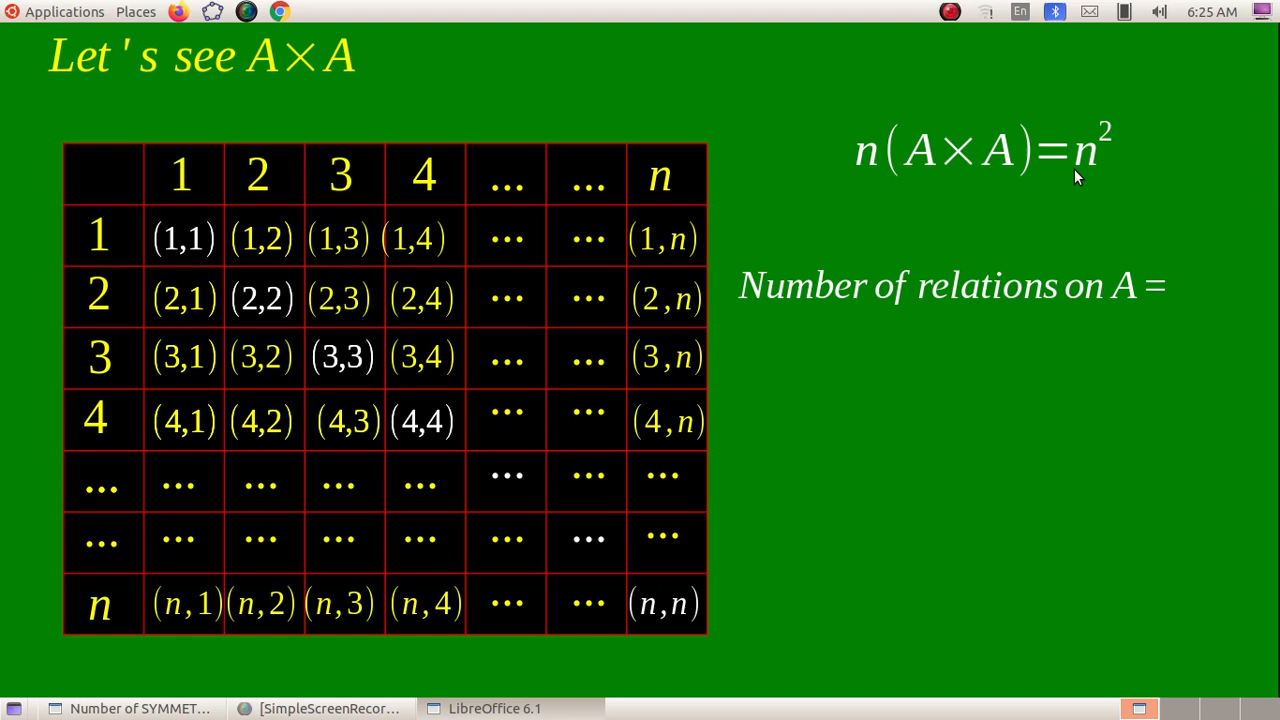 Applications Places En 6:25 AM
Let ' s see A×A
n(A×A)=n²
1 2 3 4 ... ... n
1 (1,1) (1,2) (1,3) (1,4) ... ... (1,n)
Number of relations on A =
2 (2,1) (2,2) (2,3) (2,4) ... ... (2,n)
3 (3,1) (3,2) (3,3) (3,4) ... ... (3,n)
4 (4,1) (4,2) (4,3) (4,4) ... ... (4,n)
... ... ... ... ... ... ... ...
... ... ... ... ... ... ... ...
n (n,1) (n,2) (n,3) (n,4) ... ... (n,n)
Number of SYMMET... [SimpleScreenRecor... LibreOffice 6.1